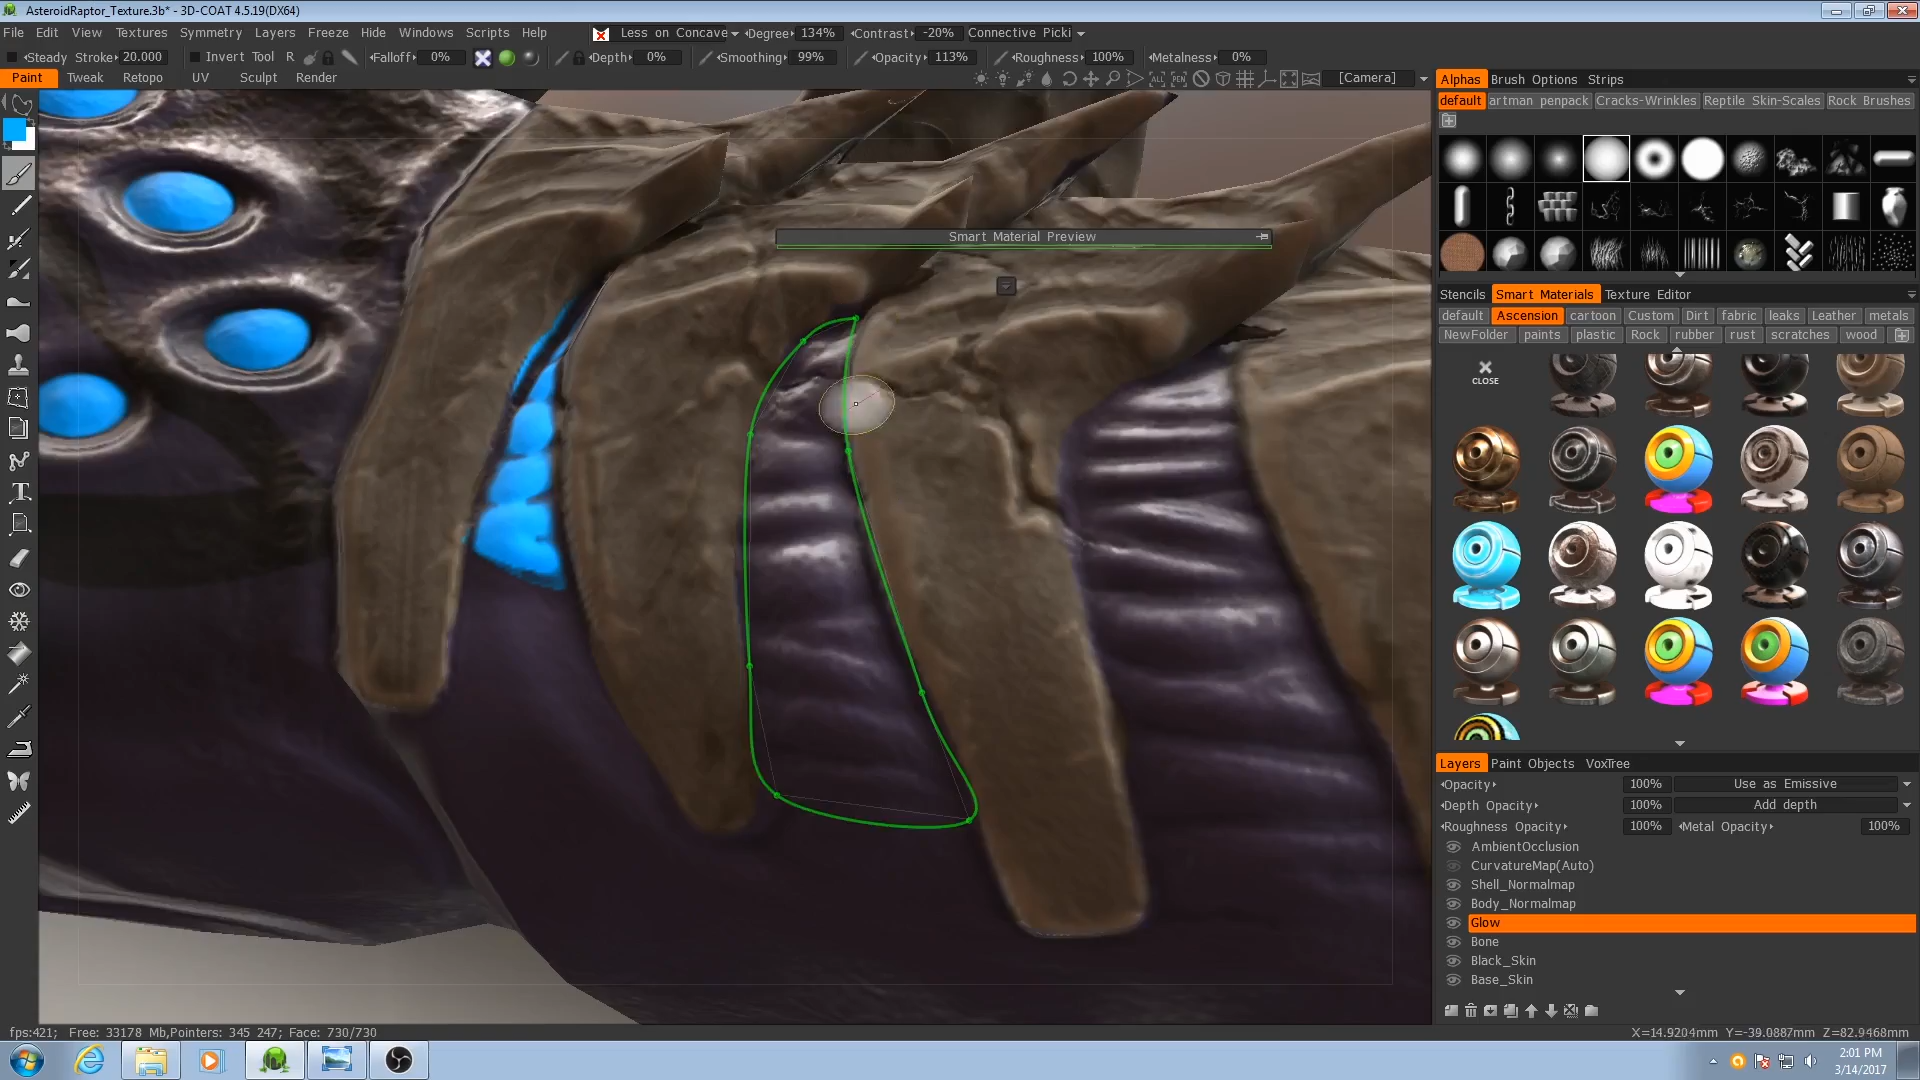 AsteroidRaptor_Texture.3b* - 3D-COAT 4.5.19(DX64)
File Edit View Textures Symmetry Layers Freeze Hide Windows Scripts Help Less on Concave Degree 134% Contrast -20% Connective Picki
Steady Stroke 20.000 Invert Tool R Falloff 0% Depth 0% Smoothing 99% Opacity 113% Roughness 100% Metalness 0%
Paint Tweak Retopo UV Sculpt Render [Camera]
Alphas Brush Options Strips
default artman penpack Cracks-Wrinkles Reptile Skin-Scales Rock Brushes
Smart Material Preview
Stencils Smart Materials Texture Editor
default Ascension cartoon Custom Dirt fabric leaks Leather metals
NewFolder paints plastic Rock rubber rust scratches wood
CLOSE
Layers Paint Objects VoxTree
Opacity 100% Use as Emissive
Depth Opacity 100% Add depth
Roughness Opacity 100% Metal Opacity 100%
AmbientOcclusion
CurvatureMap(Auto)
Shell_Normalmap
Body_Normalmap
Glow
Bone
Black_Skin
Base_Skin
fps:421; Free: 33178 Mb,Pointers: 345 247; Face: 730/730 X=14.9204mm Y=-39.0887mm Z=82.9468mm
2:01 PM
3/14/2017